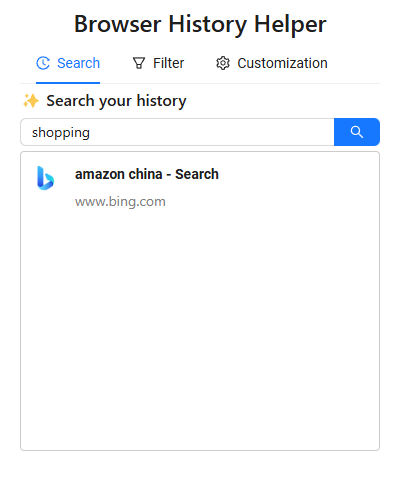 Browser History Helper
Search Filter Customization
✨ Search your history
shopping
amazon china - Search
www.bing.com